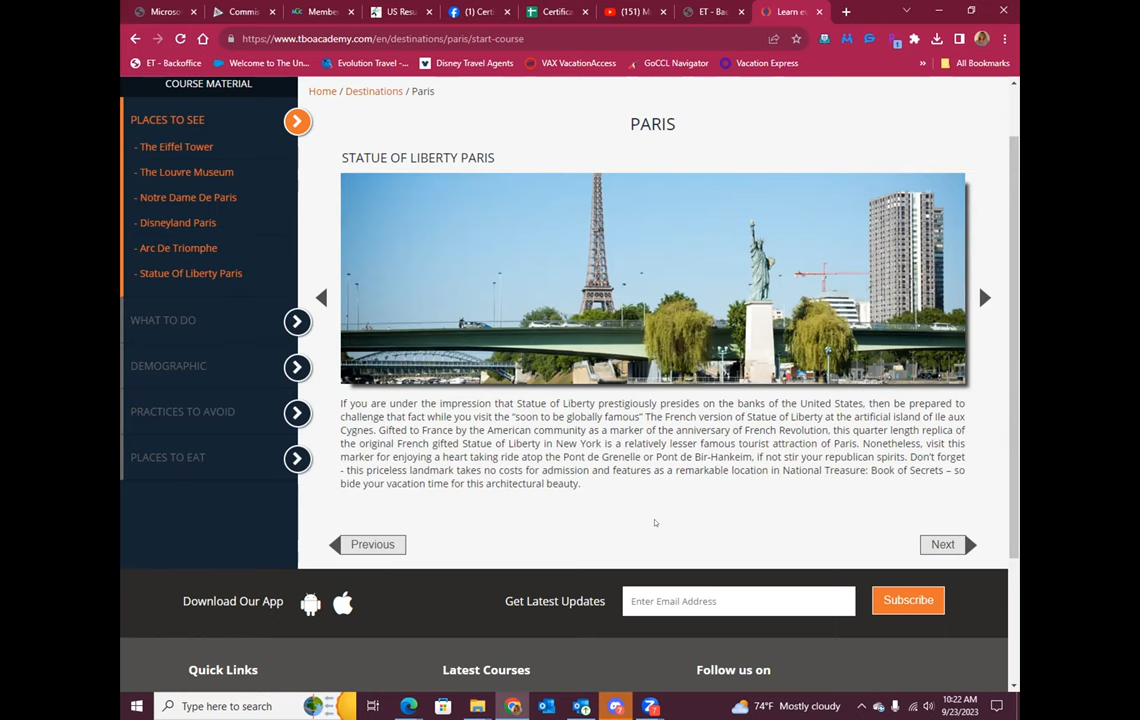 Microso
Commis
Membe
US Resu
(1) Certi
Certifica
(151) M
ET - Bac
Learn e
https://www.tboacademy.com/en/destinations/paris/start-course
ET - Backoffice
Welcome to The Un...
Evolution Travel -...
Disney Travel Agents
VAX VacationAccess
GoCCL Navigator
Vacation Express
»
All Bookmarks
COURSE MATERIAL
PLACES TO SEE
- The Eiffel Tower
- The Louvre Museum
- Notre Dame De Paris
- Disneyland Paris
- Arc De Triomphe
- Statue Of Liberty Paris
WHAT TO DO
DEMOGRAPHIC
PRACTICES TO AVOID
PLACES TO EAT
Home / Destinations / Paris
PARIS
STATUE OF LIBERTY PARIS
If you are under the impression that Statue of Liberty prestigiously presides on the banks of the United States, then be prepared to
challenge that fact while you visit the “soon to be globally famous” The French version of Statue of Liberty at the artificial island of ile aux
Cygnes. Gifted to France by the American community as a marker of the anniversary of French Revolution, this quarter length replica of
the original French gifted Statue of Liberty in New York is a relatively lesser famous tourist attraction of Paris. Nonetheless, visit this
marker for enjoying a heart taking ride atop the Pont de Grenelle or Pont de Bir-Hankeim, if not stir your republican spirits. Don’t forget
- this priceless landmark takes no costs for admission and features as a remarkable location in National Treasure: Book of Secrets – so
bide your vacation time for this architectural beauty.
Previous
Next
Download Our App
Get Latest Updates
Enter Email Address
Subscribe
Quick Links
Latest Courses
Follow us on
Type here to search
74°F Mostly cloudy
10:22 AM
9/23/2023